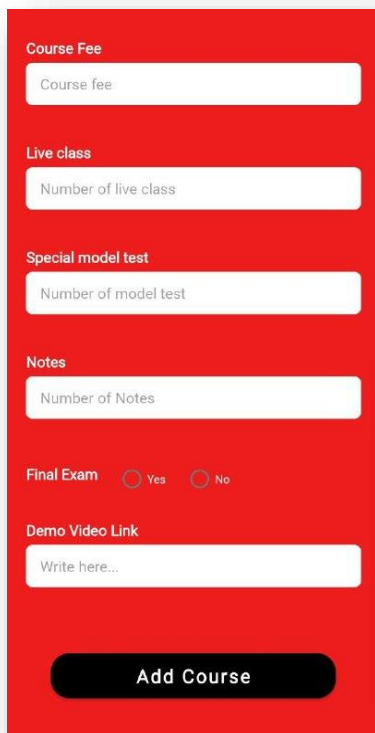 Course Fee
Course fee
Live class
Number of live class
Special model test
Number of model test
Notes
Number of Notes
Final Exam Yes No
Demo Video Link
Write here...
Add Course